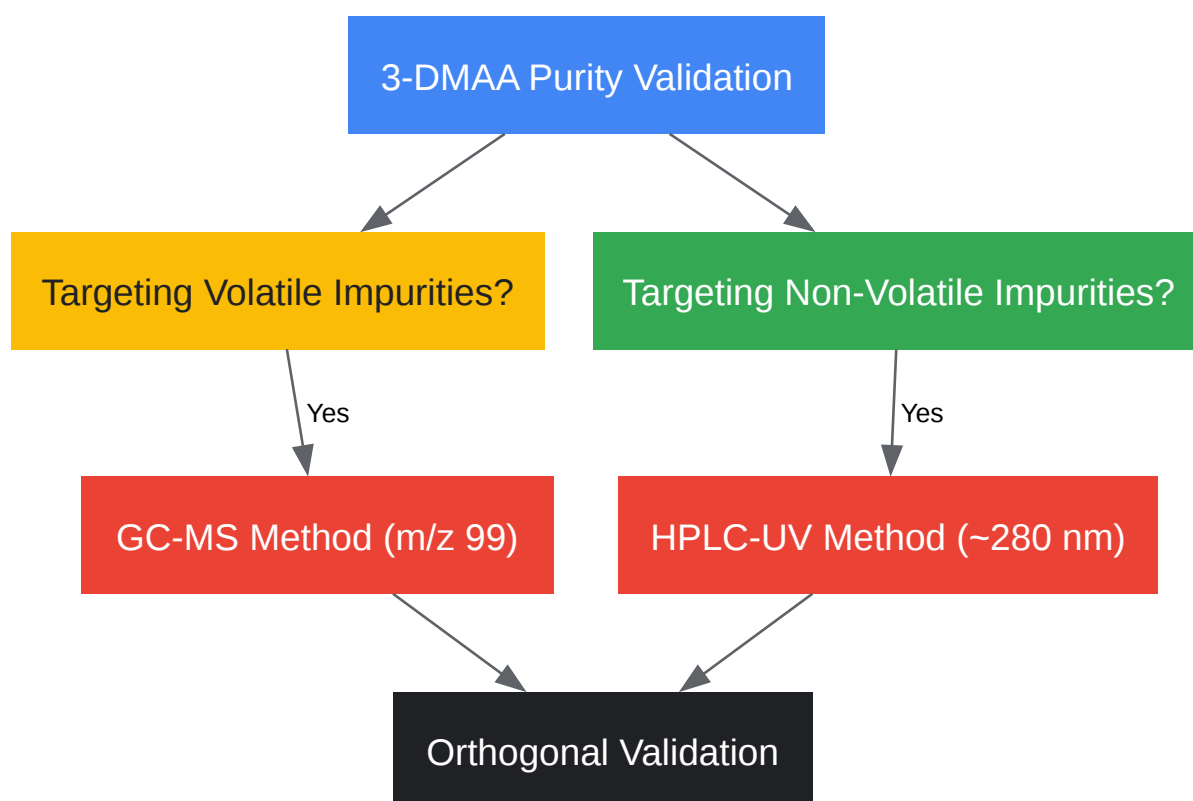 3-DMAA Purity Validation
Targeting Volatile Impurities?
Targeting Non-Volatile Impurities?
Yes
Yes
GC-MS Method (m/z 99)
HPLC-UV Method (~280 nm)
Orthogonal Validation